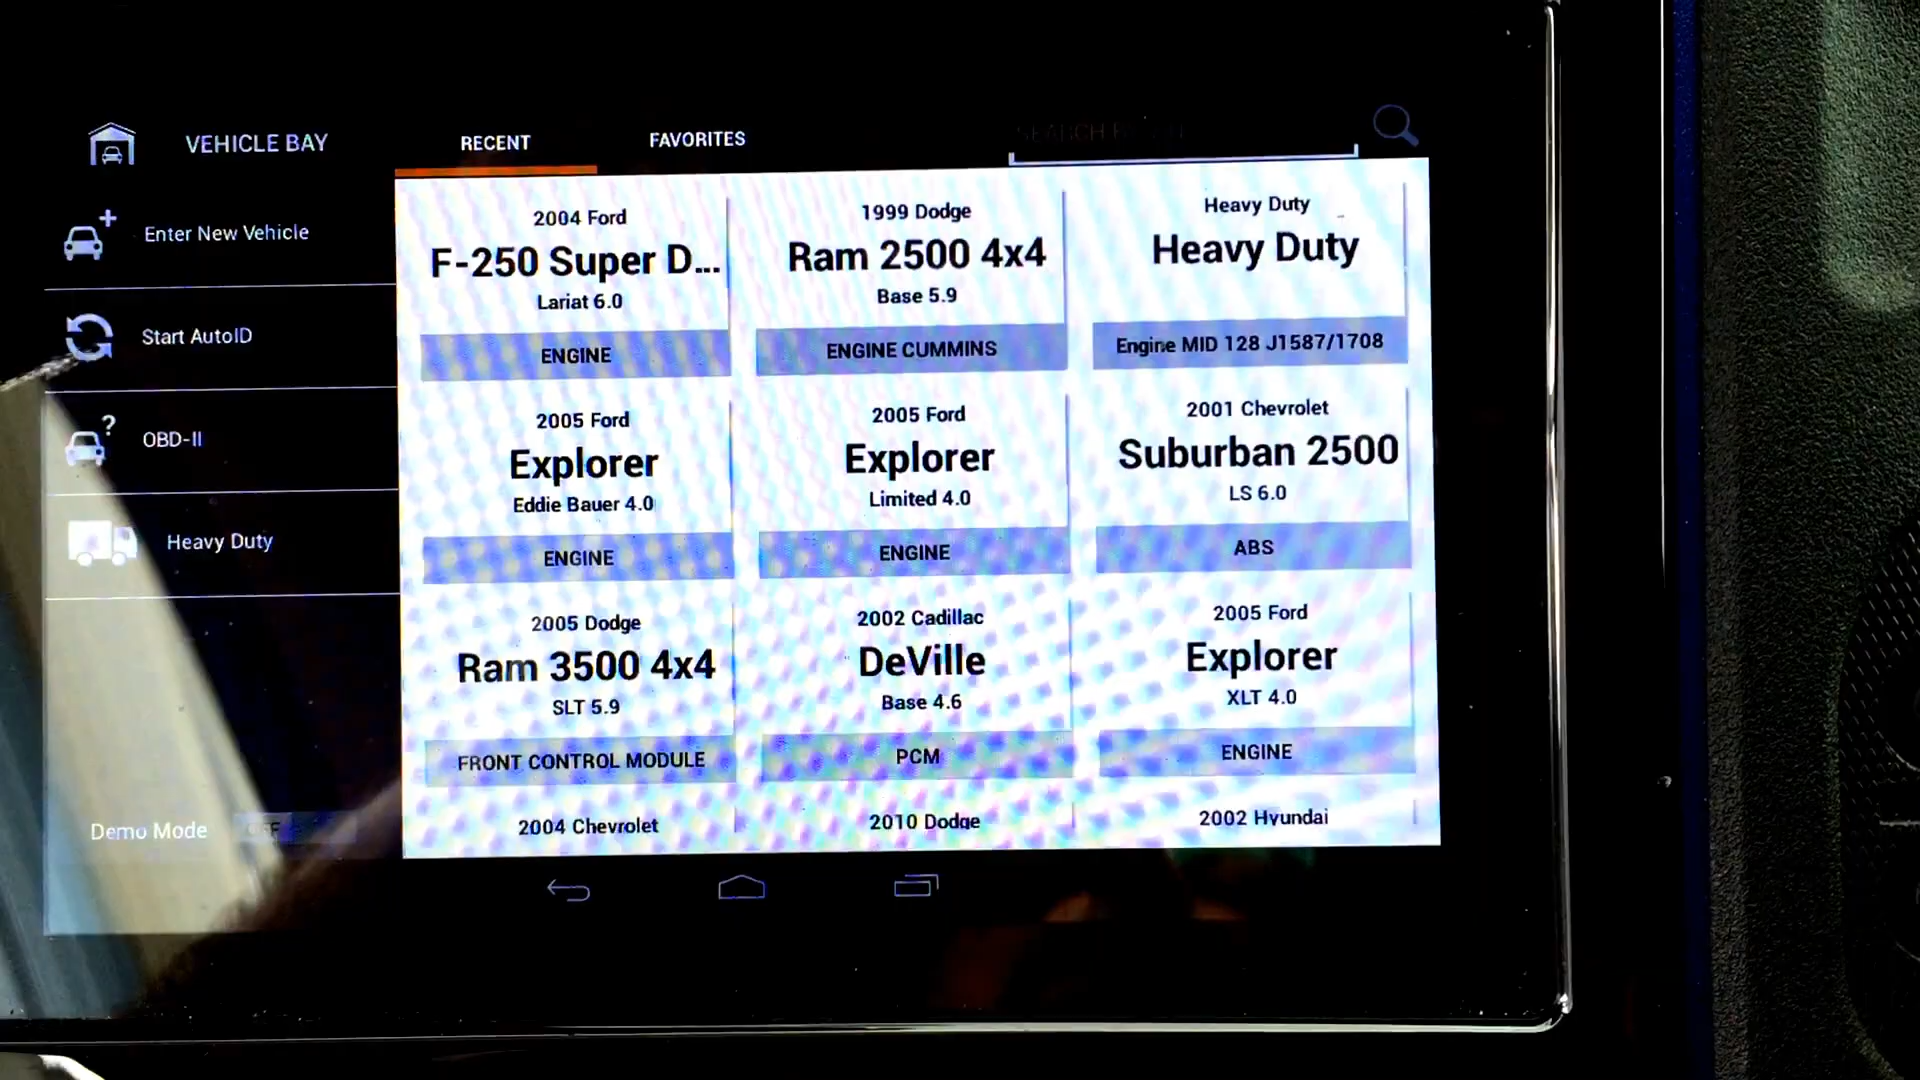 VEHICLE BAY
RECENT
FAVORITES
Enter New Vehicle
Start AutoID
OBD-II
Heavy Duty
Demo Mode
OFF
2004 Ford
F-250 Super D...
Lariat 6.0
ENGINE
1999 Dodge
Ram 2500 4x4
Base 5.9
ENGINE CUMMINS
Heavy Duty
Heavy Duty
Engine MID 128 J1587/1708
2005 Ford
Explorer
Eddie Bauer 4.0
ENGINE
2005 Ford
Explorer
Limited 4.0
ENGINE
2001 Chevrolet
Suburban 2500
LS 6.0
ABS
2005 Dodge
Ram 3500 4x4
SLT 5.9
FRONT CONTROL MODULE
2002 Cadillac
DeVille
Base 4.6
PCM
2005 Ford
Explorer
XLT 4.0
ENGINE
2004 Chevrolet
2010 Dodge
2002 Hyundai